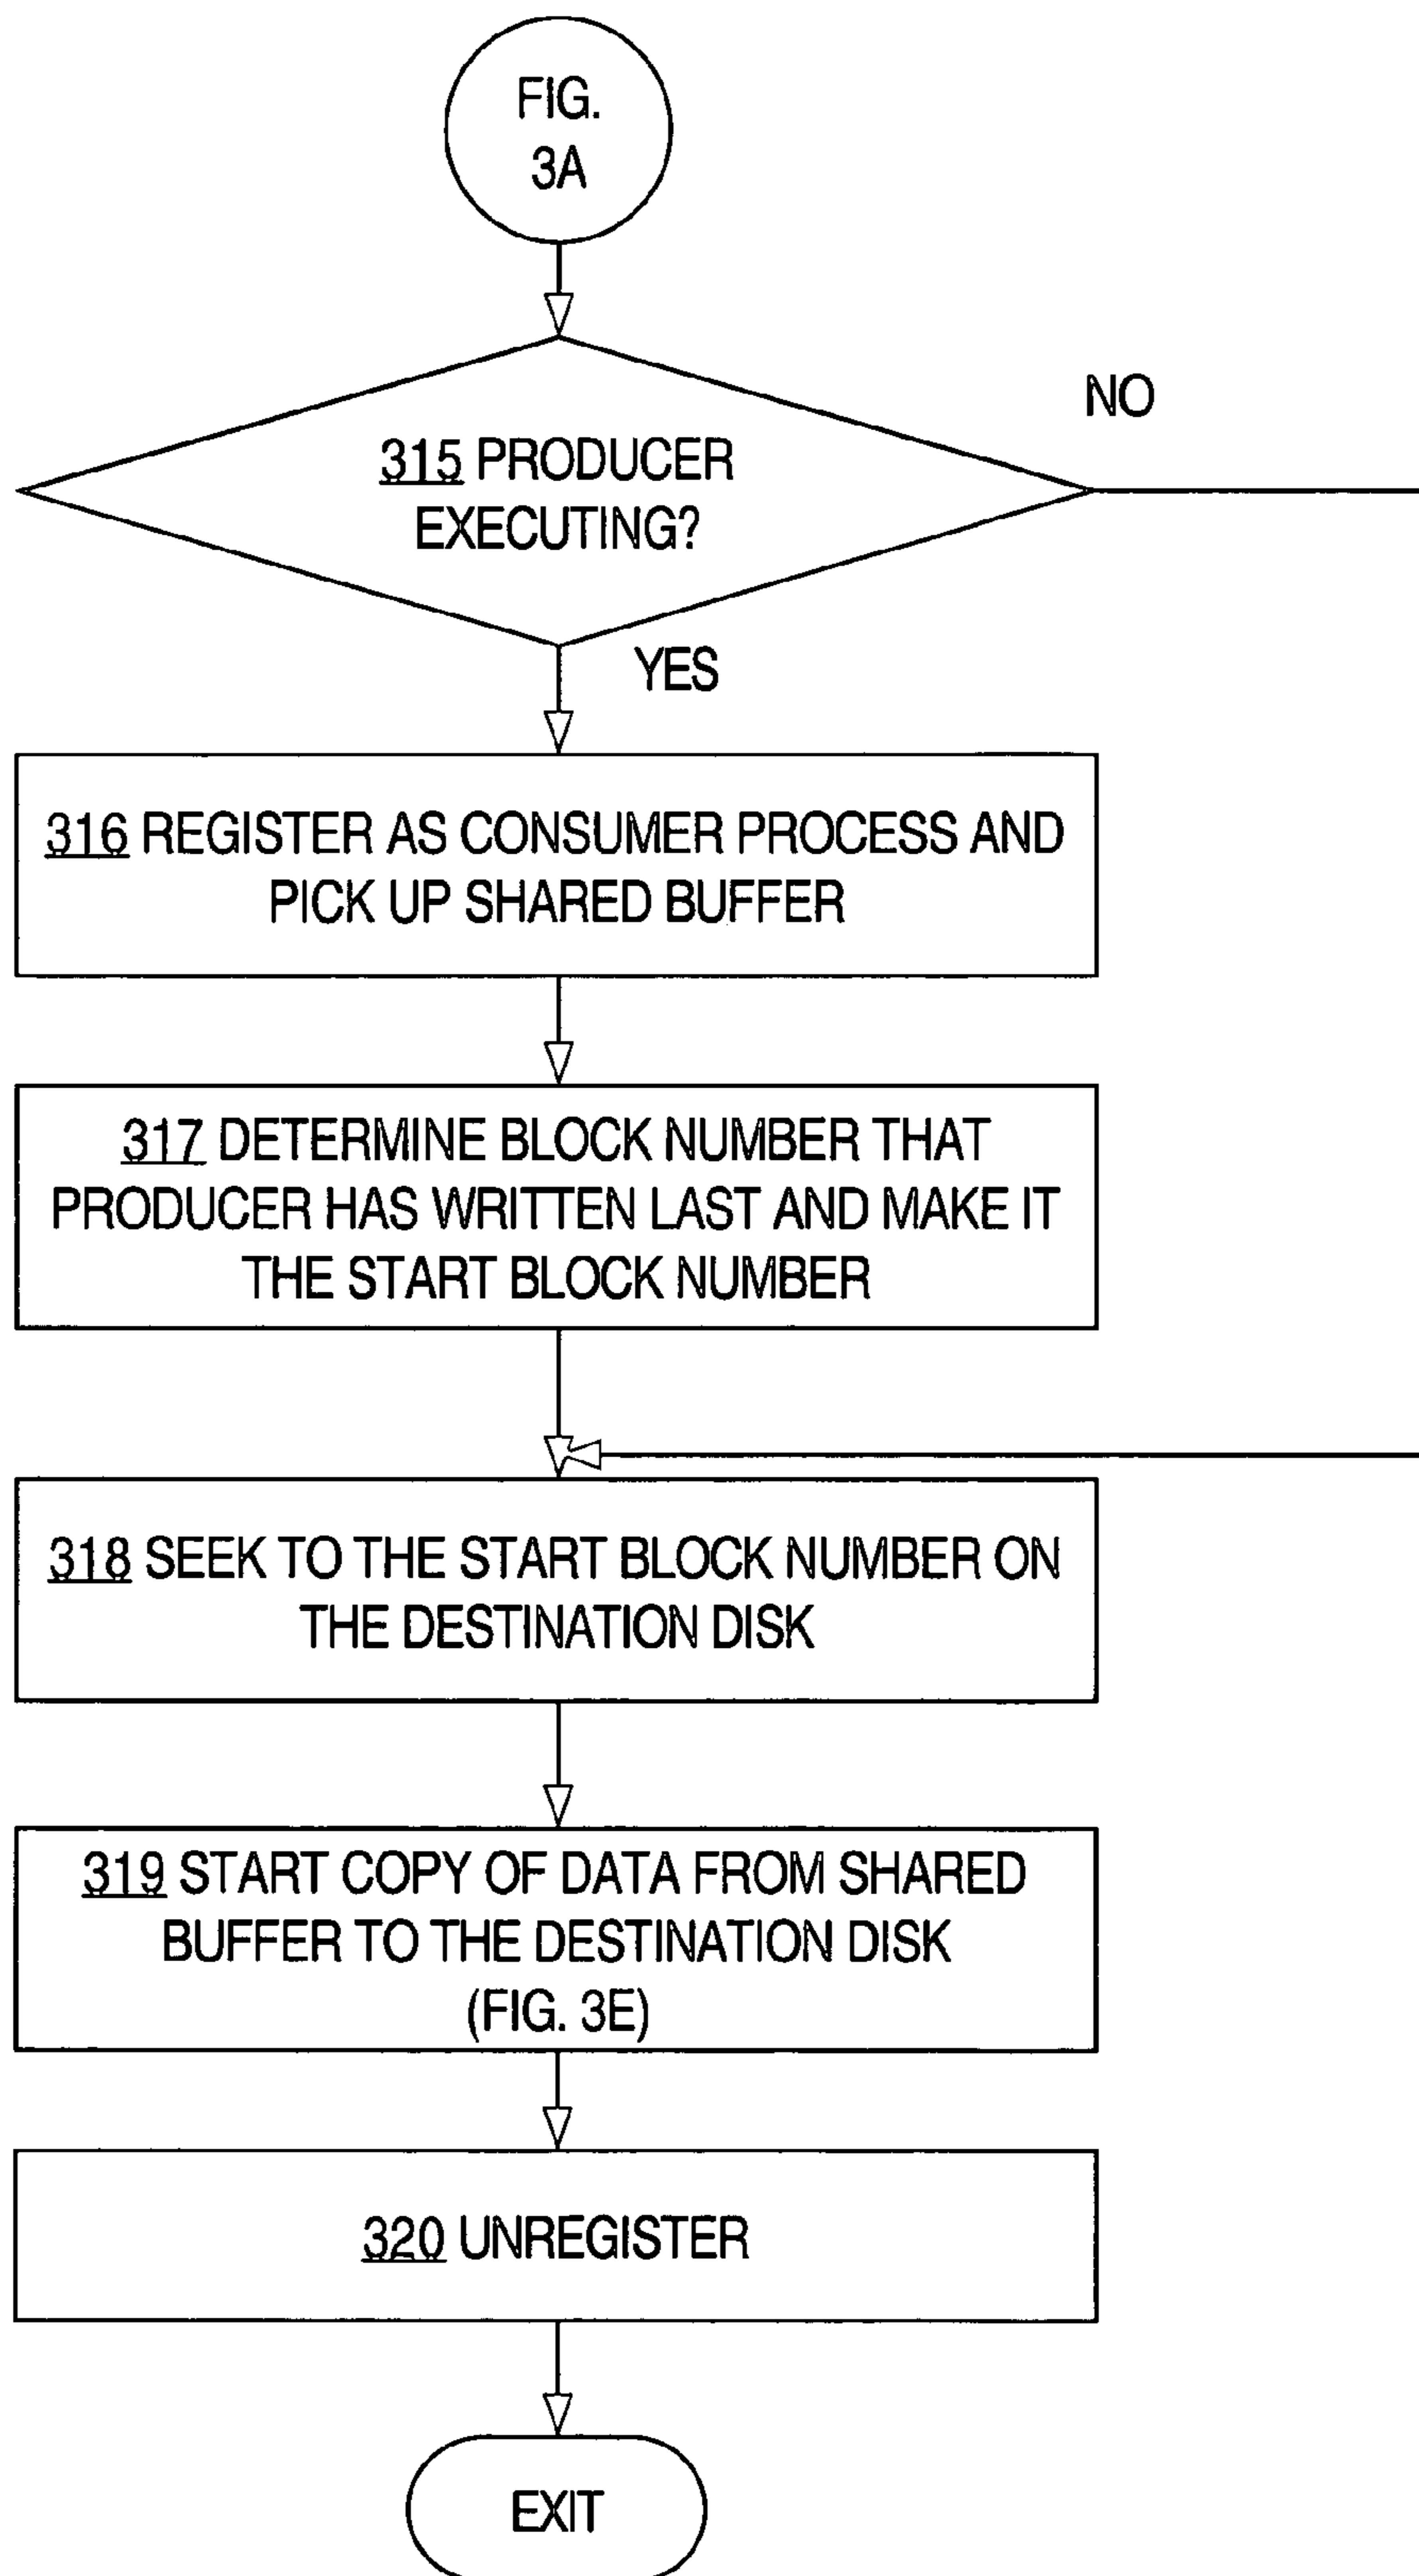 FIG.
3A
NO
315 PRODUCER
EXECUTING?
YES
316 REGISTER AS CONSUMER PROCESS AND
PICK UP SHARED BUFFER
317 DETERMINE BLOCK NUMBER THAT
PRODUCER HAS WRITTEN LAST AND MAKE IT
THE START BLOCK NUMBER
318 SEEK TO THE START BLOCK NUMBER ON
THE DESTINATION DISK
319 START COPY OF DATA FROM SHARED
BUFFER TO THE DESTINATION DISK
(FIG. 3E)
320 UNREGISTER
EXIT